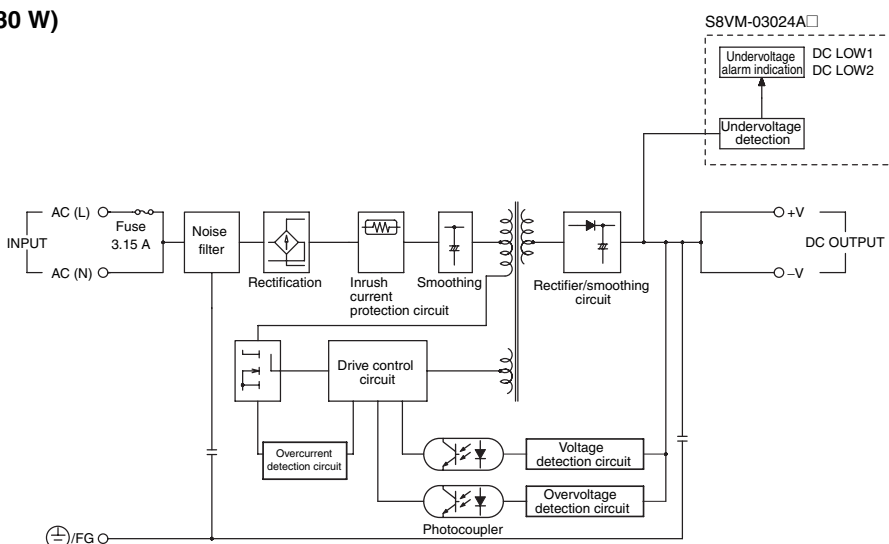 30 W)
S8VM-03024A□
Undervoltage
alarm indication
DC LOW1
DC LOW2
Undervoltage
detection
INPUT
AC (L)
AC (N)
Fuse
3.15 A
Noise
filter
Rectification
Inrush
current
protection circuit
Smoothing
Rectifier/smoothing
circuit
+V
DC OUTPUT
–V
Drive control
circuit
Overcurrent
detection circuit
Voltage
detection circuit
Overvoltage
detection circuit
Photocoupler
/FG